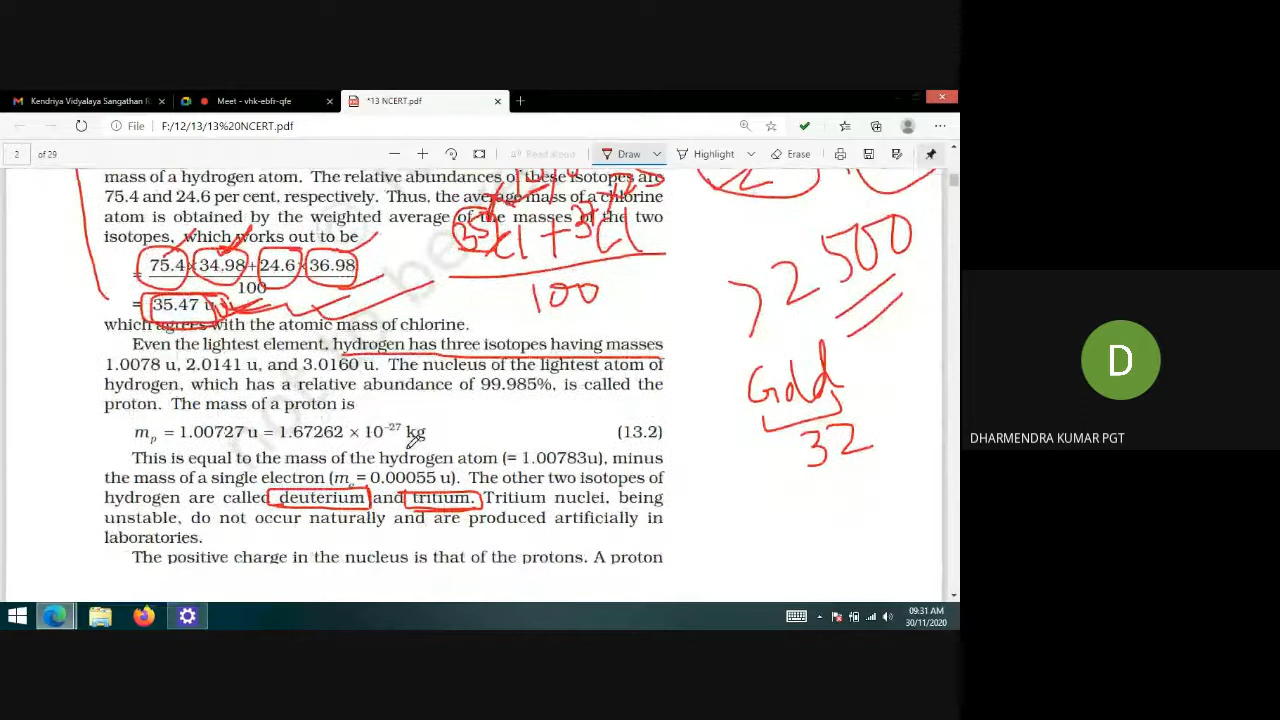 Kendriya Vidyalaya Sangathan R
Meet - vhk-ebfr-qfe
*13 NCERT.pdf
File F:/12/13/13%20NCERT.pdf
2 of 29
Read aloud
Draw
Highlight
Erase
mass of a hydrogen atom. The relative abundances of these isotopes are
75.4 and 24.6 per cent, respectively. Thus, the average mass of a chlorine
atom is obtained by the weighted average of the masses of the two
isotopes, which works out to be
= 75.4 × 34.98 + 24.6 × 36.98
100
= 35.47 u
which agrees with the atomic mass of chlorine.
Even the lightest element, hydrogen has three isotopes having masses
1.0078 u, 2.0141 u, and 3.0160 u. The nucleus of the lightest atom of
hydrogen, which has a relative abundance of 99.985%, is called the
proton. The mass of a proton is
mₚ = 1.00727 u = 1.67262 × 10⁻²⁷ kg (13.2)
This is equal to the mass of the hydrogen atom (= 1.00783u), minus
the mass of a single electron (mₑ = 0.00055 u). The other two isotopes of
hydrogen are called deuterium and tritium. Tritium nuclei, being
unstable, do not occur naturally and are produced artificially in
laboratories.
The positive charge in the nucleus is that of the protons. A proton
35Cl + 37Cl
100
72500
Gold
32
D
DHARMENDRA KUMAR PGT
09:31 AM
30/11/2020